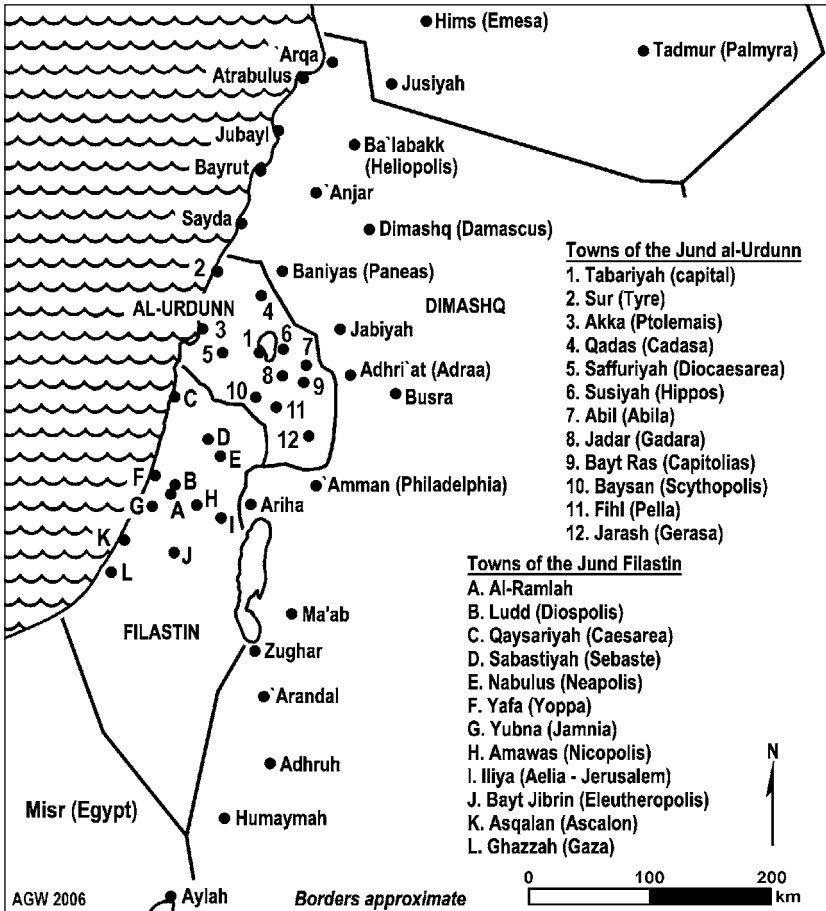 Hims (Emesa)
Tadmur (Palmyra)
`Arqa
Atrabulus
Jusiyah
Jubayl
Ba`labakk
(Heliopolis)
Bayrut
`Anjar
Sayda
Dimashq (Damascus)
2
Baniyas (Paneas)
4
AL-URDUNN
DIMASHQ
3
Jabiyah
5
1
6
7
8
9
Adhri`at (Adraa)
10
11
Busra
C
12
D
E
F
B
`Amman (Philadelphia)
G
A
H
I
Ariha
K
J
L
Ma'ab
FILASTIN
Zughar
`Arandal
Adhruh
Misr (Egypt)
Humaymah
Aylah
Towns of the Jund al-Urdunn
1. Tabariyah (capital)
2. Sur (Tyre)
3. Akka (Ptolemais)
4. Qadas (Cadasa)
5. Saffuriyah (Diocaesarea)
6. Susiyah (Hippos)
7. Abil (Abila)
8. Jadar (Gadara)
9. Bayt Ras (Capitolias)
10. Baysan (Scythopolis)
11. Fihl (Pella)
12. Jarash (Gerasa)
Towns of the Jund Filastin
A. Al-Ramlah
B. Ludd (Diospolis)
C. Qaysariyah (Caesarea)
D. Sabastiyah (Sebaste)
E. Nabulus (Neapolis)
F. Yafa (Yoppa)
G. Yubna (Jamnia)
H. Amawas (Nicopolis)
I. Iliya (Aelia - Jerusalem)
J. Bayt Jibrin (Eleutheropolis)
K. Asqalan (Ascalon)
L. Ghazzah (Gaza)
N
0 100 200
km
AGW 2006
Borders approximate